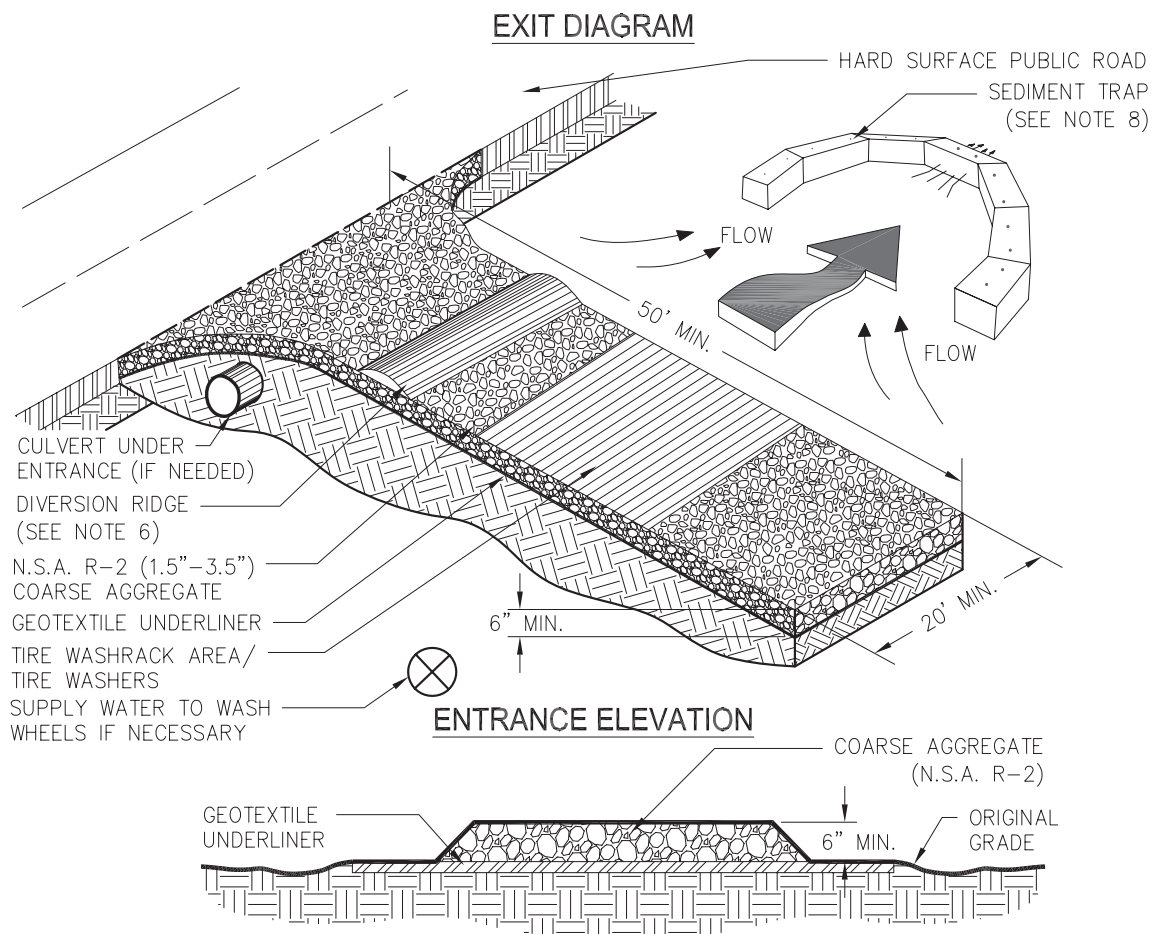 EXIT DIAGRAM
HARD SURFACE PUBLIC ROAD
SEDIMENT TRAP
(SEE NOTE 8)
FLOW
50' MIN.
FLOW
CULVERT UNDER
ENTRANCE (IF NEEDED)
DIVERSION RIDGE
(SEE NOTE 6)
N.S.A. R-2 (1.5”-3.5”)
COARSE AGGREGATE
GEOTEXTILE UNDERLINER
6” MIN.
20' MIN.
TIRE WASHRACK AREA/
TIRE WASHERS
SUPPLY WATER TO WASH
WHEELS IF NECESSARY
ENTRANCE ELEVATION
COARSE AGGREGATE
(N.S.A. R-2)
GEOTEXTILE
UNDERLINER
6” MIN.
ORIGINAL
GRADE